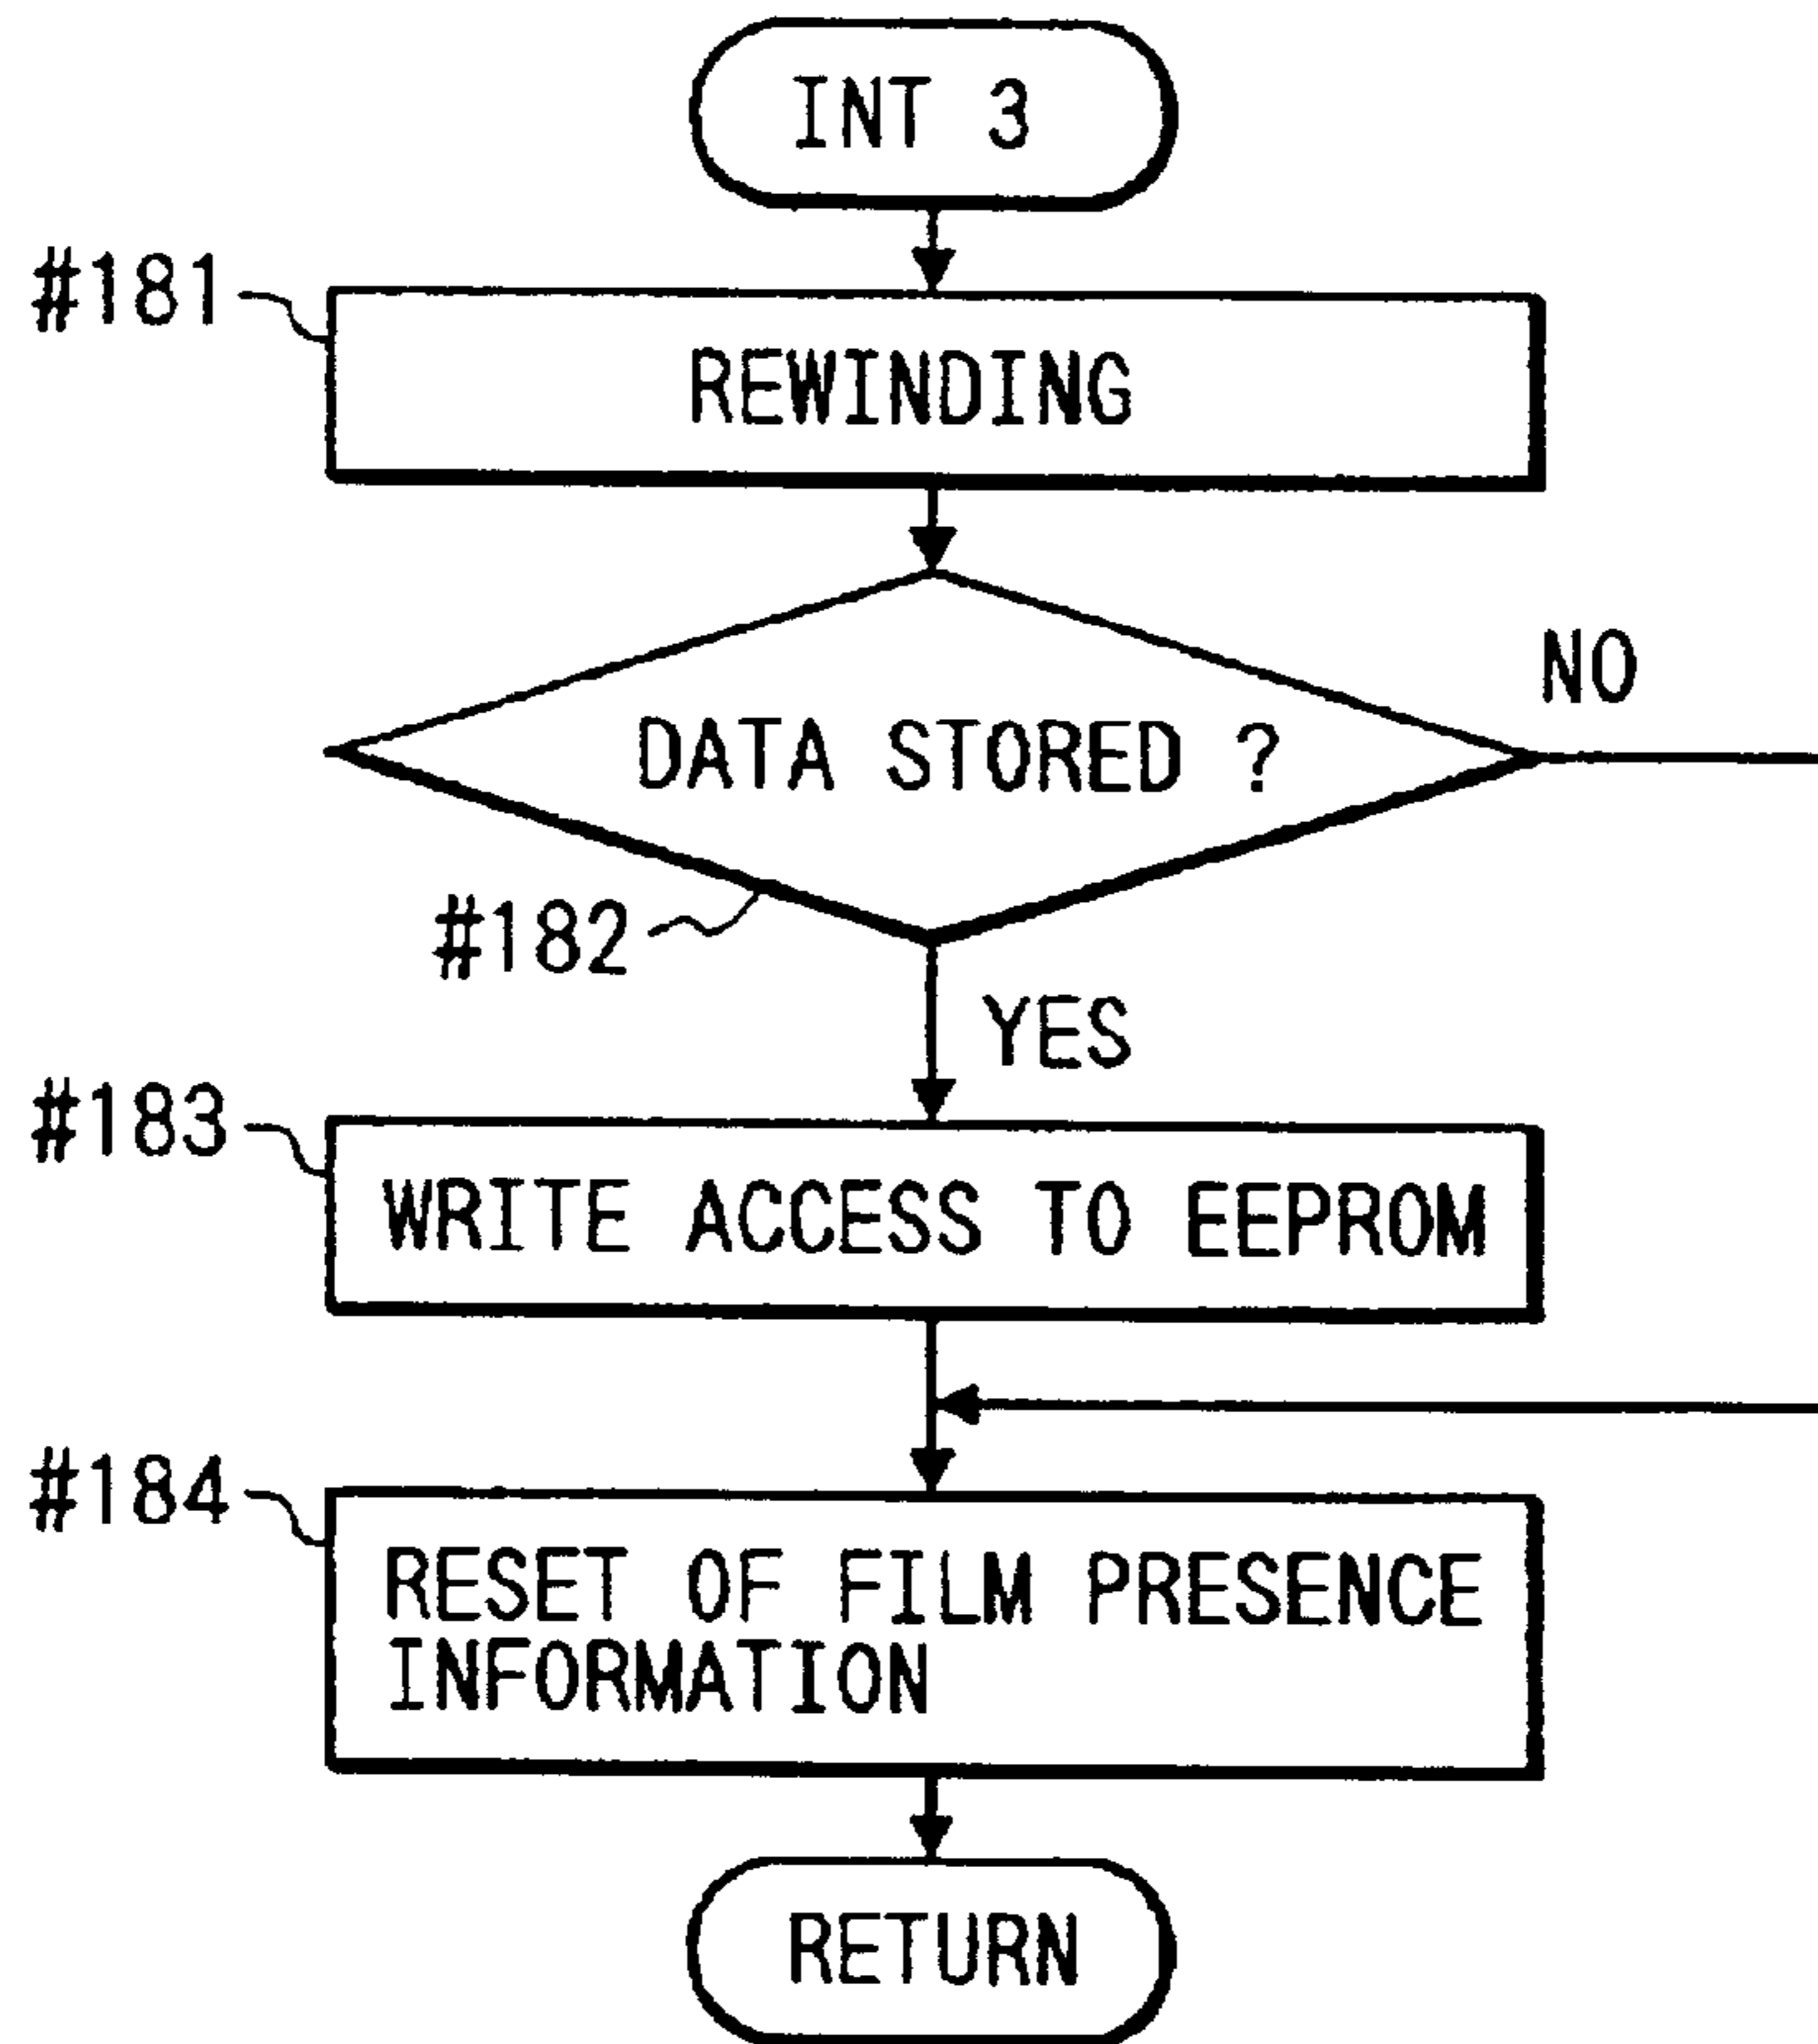 INT 3
#181
REWINDING
NO
DATA STORED ?
#182
YES
#183
WRITE ACCESS TO EEPROM
#184
RESET OF FILM PRESENCE
INFORMATION
RETURN